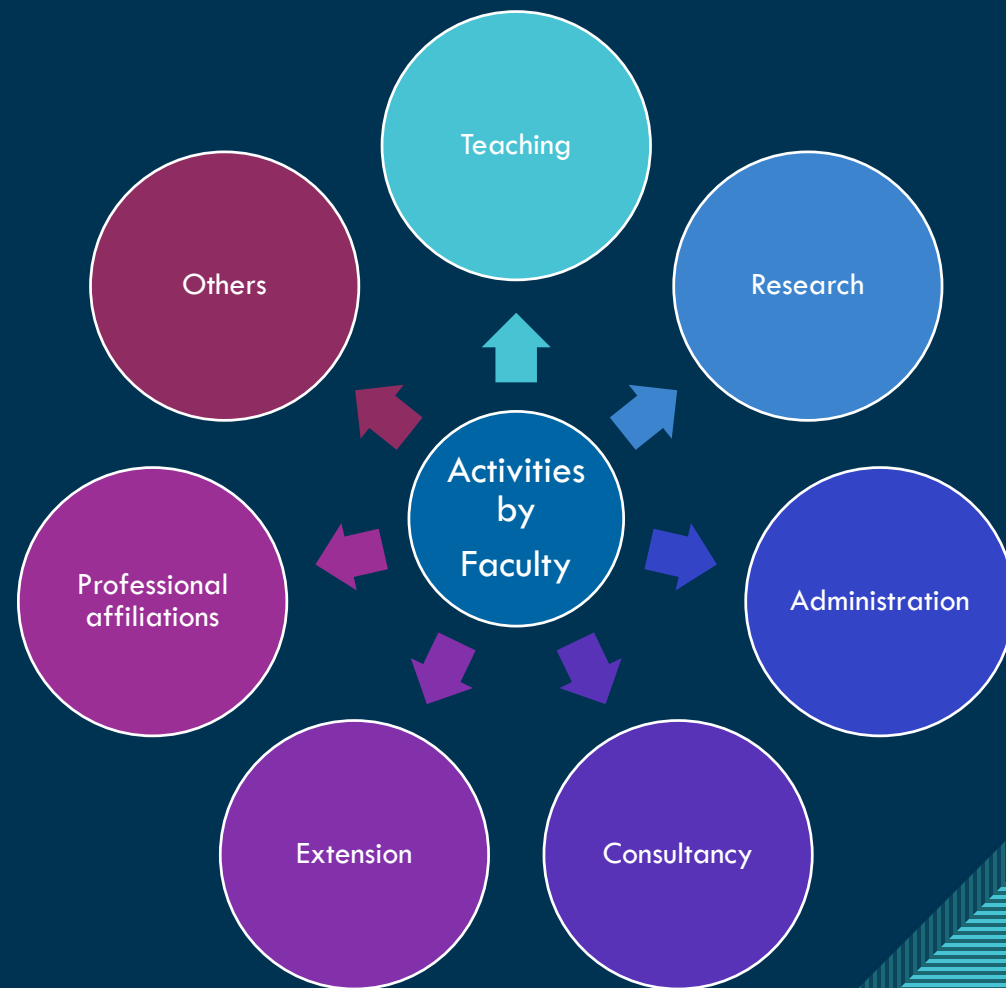 Teaching
Research
Administration
Consultancy
Extension
Professional
affiliations
Others
Activities
by
Faculty